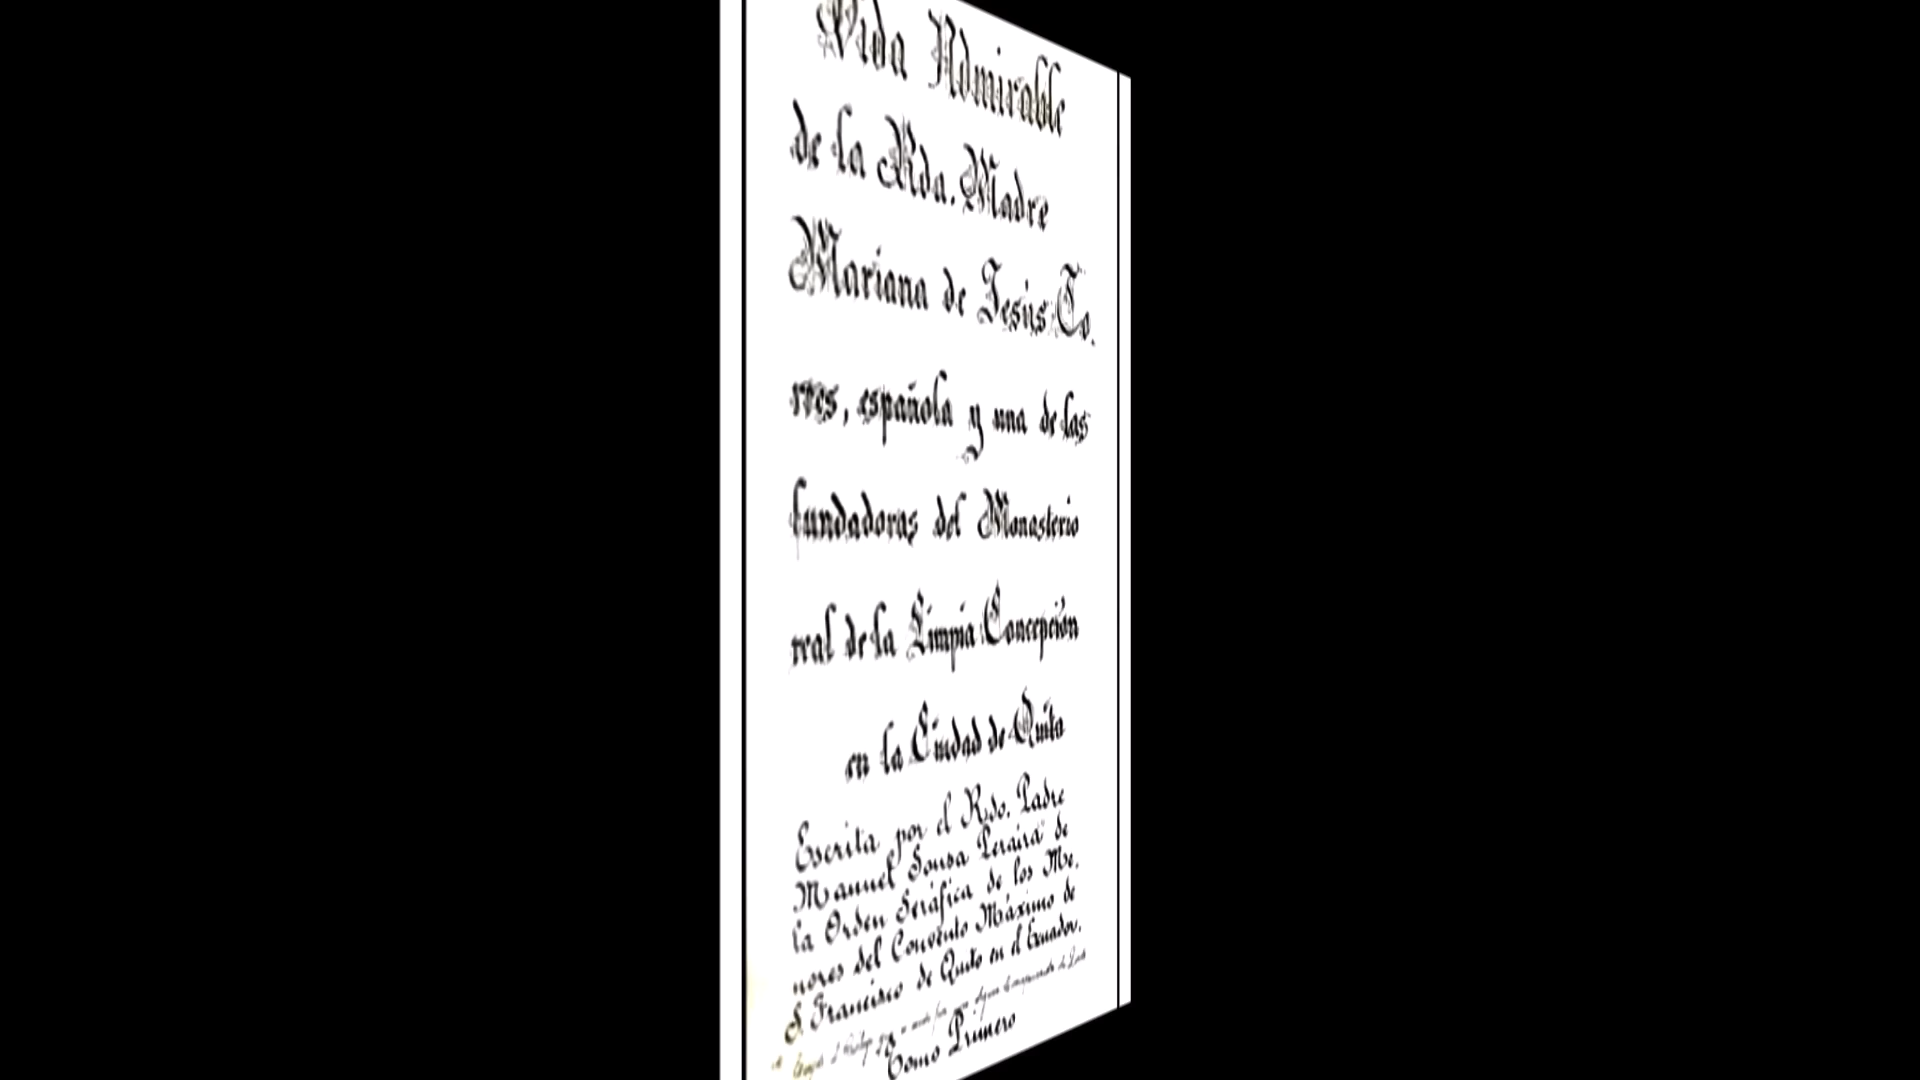 Vida Admirable
de la Rda. Madre
Mariana de Jesús To.
rres, española y una de las
fundadoras del Monasterio
real de la Limpia Concepción
en la Ciudad de Quito
Escrita por el Rdo. Padre
Manuel Sousa Peraira de
la Orden Seráfica de los Me.
nores del Convento Máximo de
S. Francisco de Quito en el Ecuador.
Tomo Primero